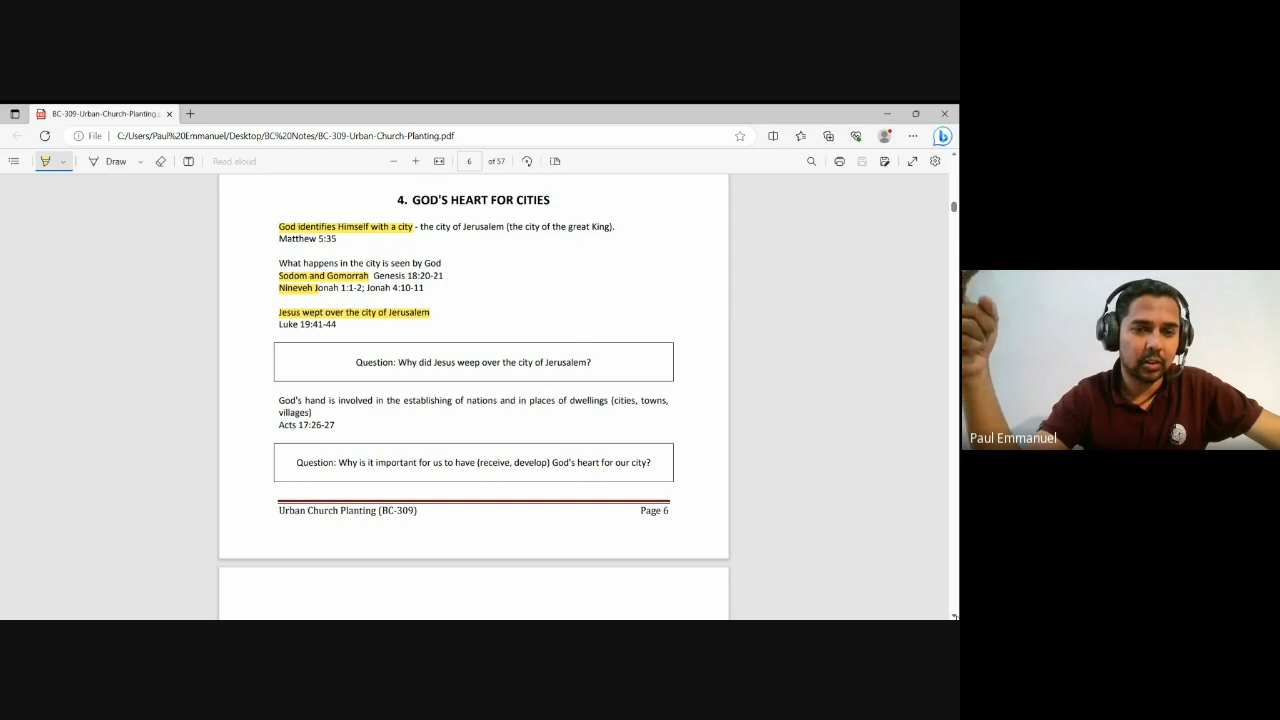 BC-309-Urban-Church-Planting.
File
C:/Users/Paul%20Emmanuel/Desktop/BC%20Notes/BC-309-Urban-Church-Planting.pdf
Draw
Read aloud
6 of 57
4. GOD'S HEART FOR CITIES
God identifies Himself with a city - the city of Jerusalem (the city of the great King).
Matthew 5:35
What happens in the city is seen by God
Sodom and Gomorrah Genesis 18:20-21
Nineveh Jonah 1:1-2; Jonah 4:10-11
Jesus wept over the city of Jerusalem
Luke 19:41-44
Question: Why did Jesus weep over the city of Jerusalem?
God's hand is involved in the establishing of nations and in places of dwellings (cities, towns,
villages)
Acts 17:26-27
Question: Why is it important for us to have (receive, develop) God's heart for our city?
Urban Church Planting (BC-309) Page 6
Paul Emmanuel